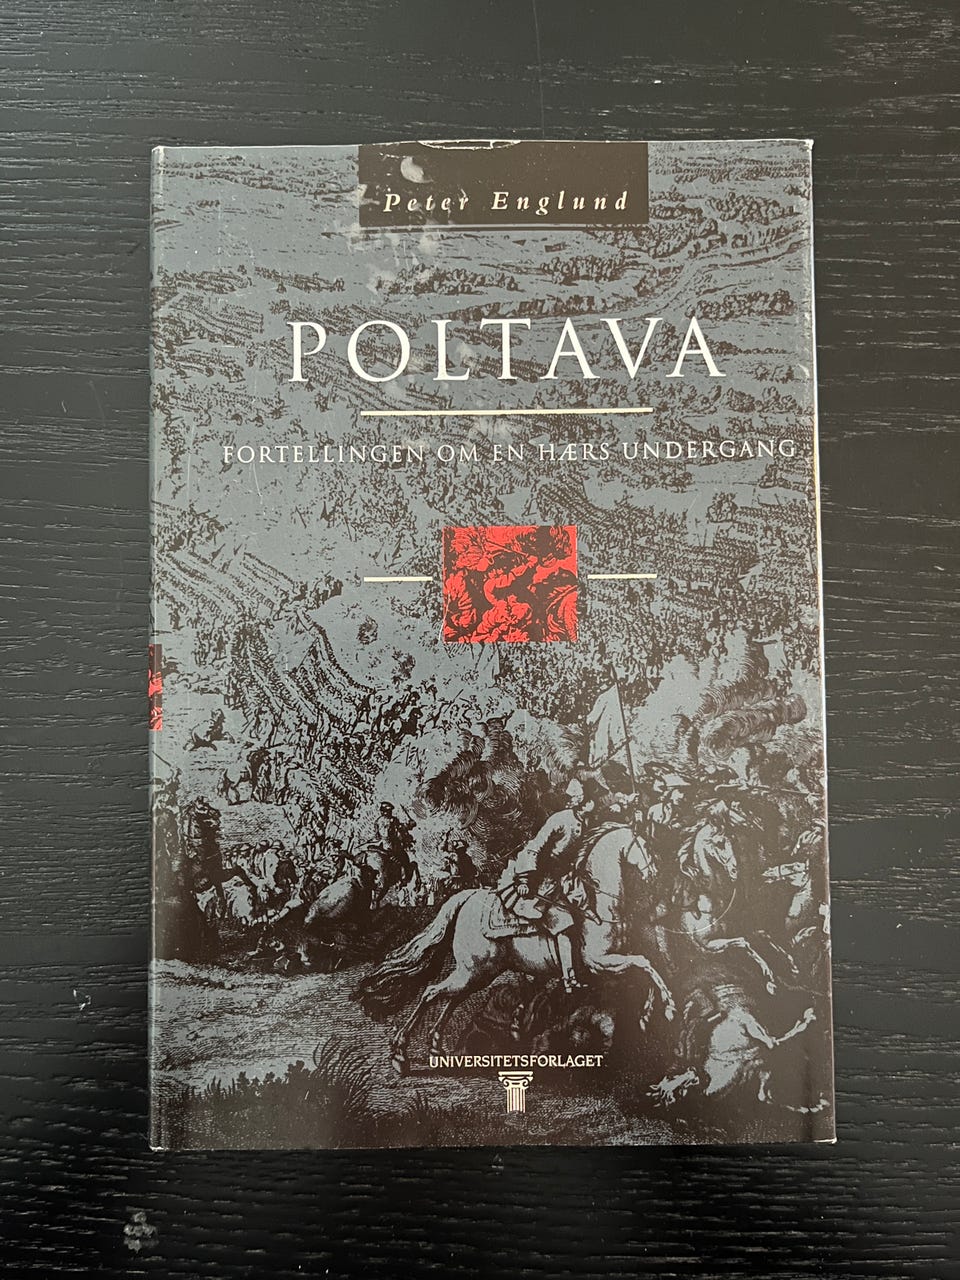 Peter Englund
POLTAVA
FORTELLINGEN OM EN HÆRS UNDERGANG
UNIVERSITETSFORLAGET